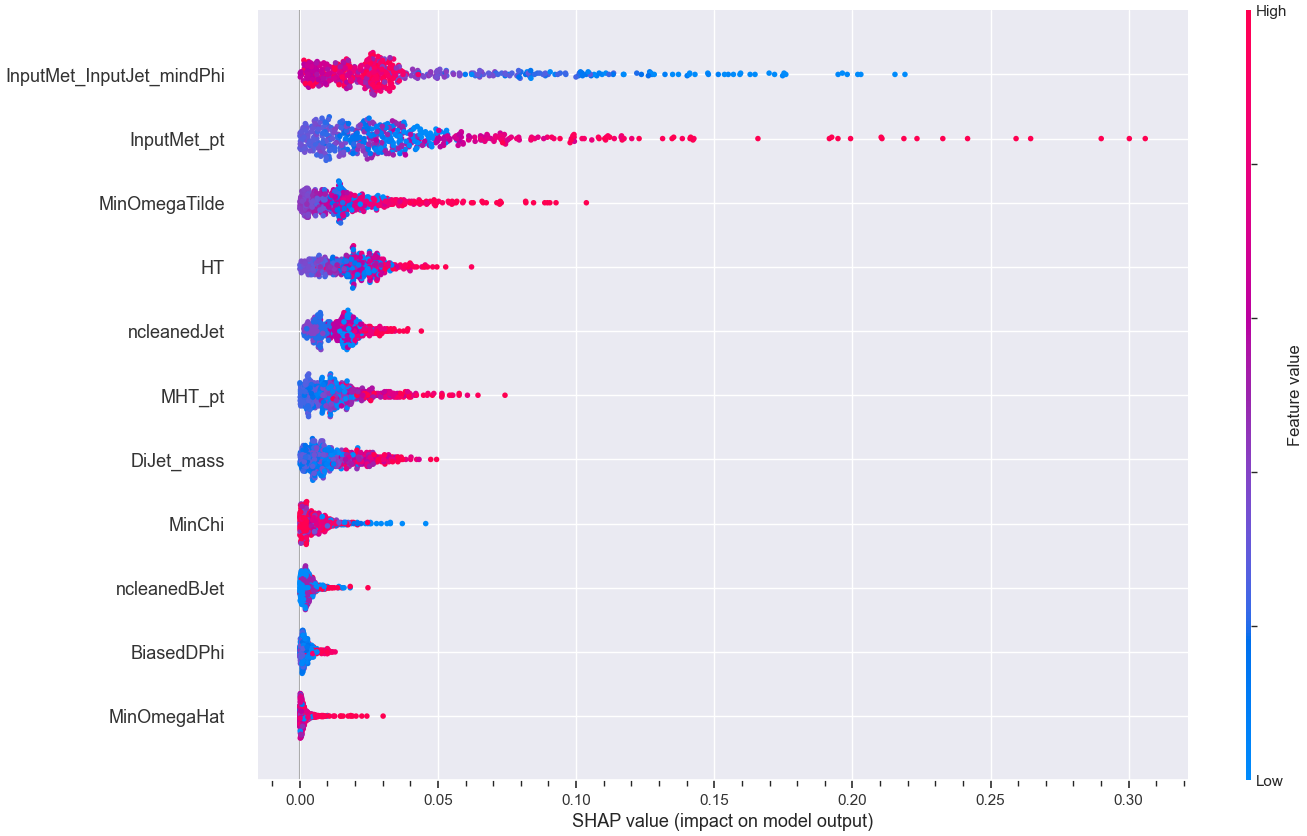 High
InputMet_InputJet_mindPhi
InputMet_pt
MinOmegaTilde
HT
ncleanedJet
MHT_pt
DiJet_mass
MinChi
ncleanedBJet
BiasedDPhi
MinOmegaHat
Feature value
Low
0.00 0.05 0.10 0.15 0.20 0.25 0.30
SHAP value (impact on model output)